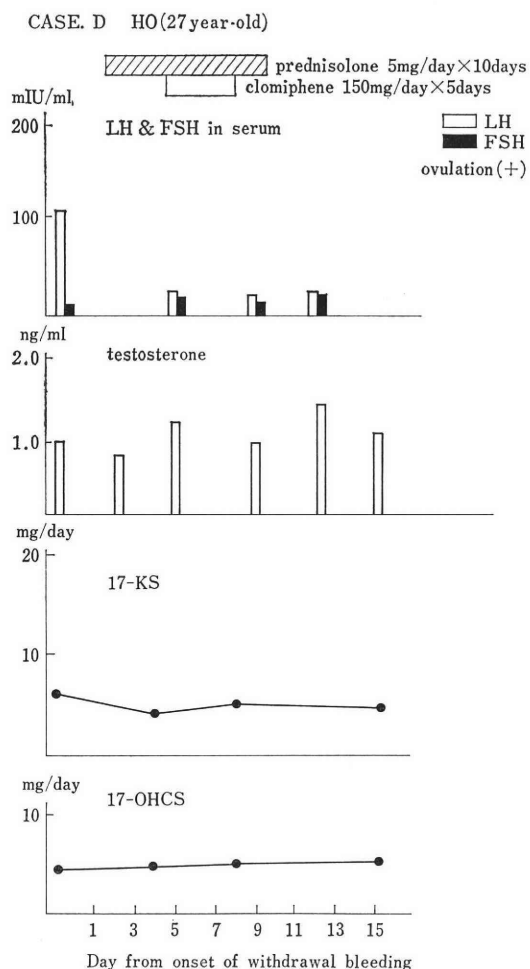 CASE. D HO(27year-old)
prednisolone 5mg/day×10days
clomiphene 150mg/day×5days
mIU/ml,
200
LH & FSH in serum
LH
FSH
ovulation(+)
100
ng/ml
2.0
testosterone
1.0
mg/day
20
17-KS
10
mg/day
17-OHCS
10
1 3 5 7 9 11 13 15
Day from onset of withdrawal bleeding